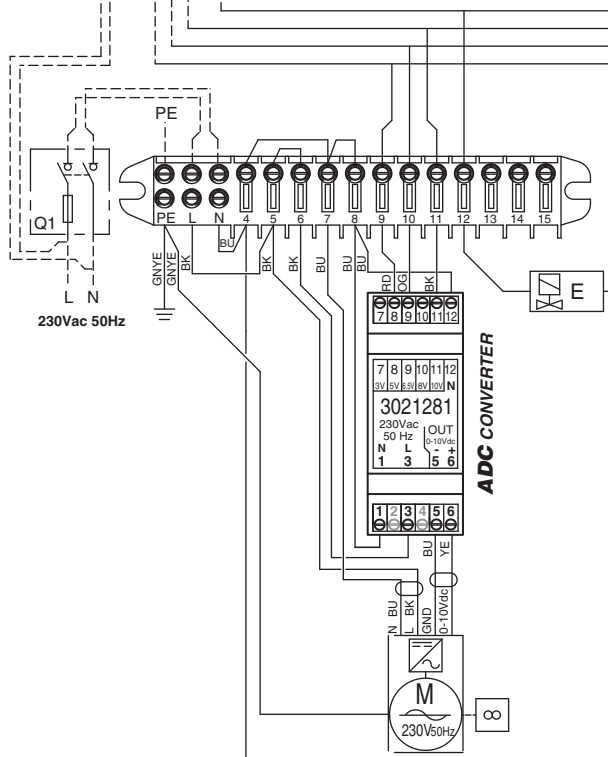 PE
Q1
PE L N 4 5 6 7 8 9 10 11 12 13 14 15
L N
230Vac 50Hz
GNYE
GNYE
BK
BU
BK
BK
BU
BU
BU
RD
OG
BK
E
7 8 9 10 11 12
7 8 9 10 11 12
3V 5V 6.5V 8V 10V N
3021281
230Vac
50 Hz
OUT
0-10Vdc
N L - +
1 3 5 6
ADC CONVERTER
1 2 3 4 5 6
BU
YE
N BU
L BK
GND
0-10Vdc
M
230V50Hz
8